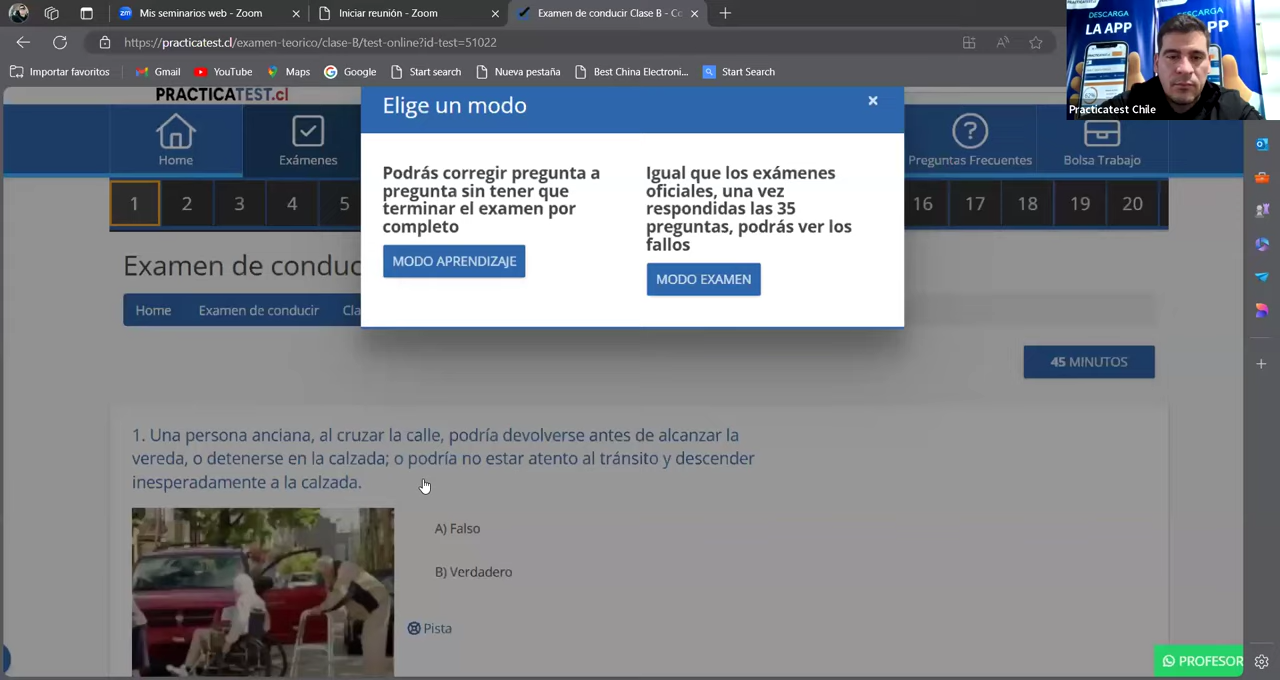 Mis seminarios web - Zoom
Iniciar reunión - Zoom
Examen de conducir Clase B - Co
https://practicatest.cl/examen-teorico/clase-B/test-online?id-test=51022
Importar favoritos
Gmail
YouTube
Maps
Google
Start search
Nueva pestaña
Best China Electroni...
Start Search
DESCARGA
LA APP
DESCARGA
PP
Practicatest Chile
PRACTICATEST.cl
Home
Exámenes
Preguntas Frecuentes
Bolsa Trabajo
1 2 3 4 5 16 17 18 19 20
Elige un modo
Podrás corregir pregunta a
pregunta sin tener que
terminar el examen por
completo
MODO APRENDIZAJE
Igual que los exámenes
oficiales, una vez
respondidas las 35
preguntas, podrás ver los
fallos
MODO EXAMEN
Examen de conduc
Home Examen de conducir Cla
45 MINUTOS
1. Una persona anciana, al cruzar la calle, podría devolverse antes de alcanzar la
vereda, o detenerse en la calzada; o podría no estar atento al tránsito y descender
inesperadamente a la calzada.
A) Falso
B) Verdadero
Pista
PROFESOR